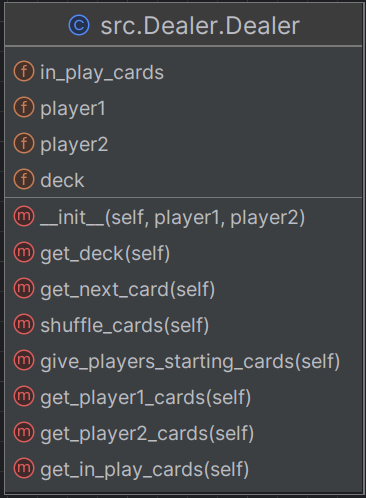 C src.Dealer.Dealer
f in_play_cards
f player1
f player2
f deck
m __init__(self, player1, player2)
m get_deck(self)
m get_next_card(self)
m shuffle_cards(self)
m give_players_starting_cards(self)
m get_player1_cards(self)
m get_player2_cards(self)
m get_in_play_cards(self)